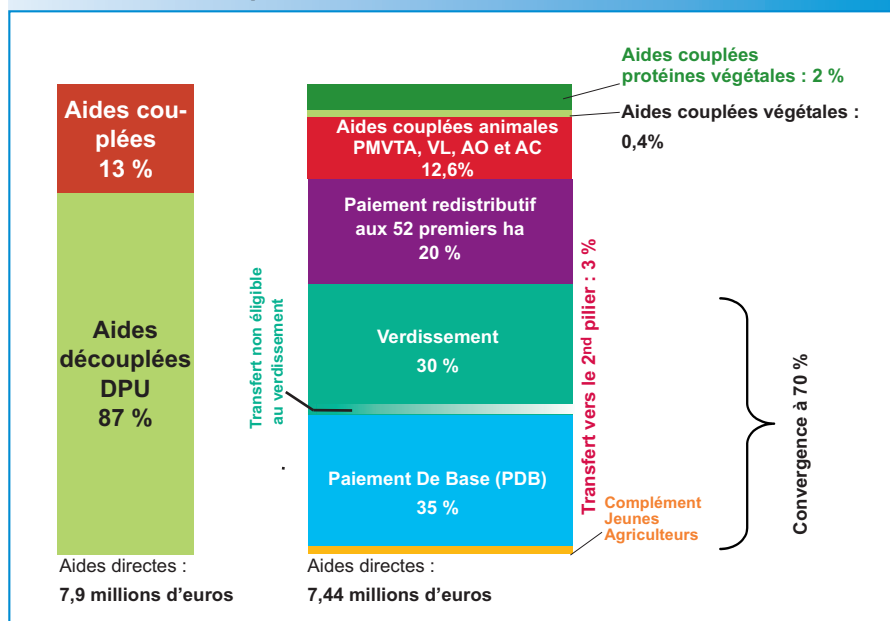 Aides couplées
protéines végétales : 2 %
Aides couplées végétales :
0,4%
Aides cou-
plées
13 %
Aides couplées animales
PMVTA, VL, AO et AC
12,6%
Paiement redistributif
aux 52 premiers ha
20 %
Transfert non éligible
au verdissement
Verdissement
30 %
Transfert vers le 2nd pilier : 3 %
Aides
découplées
DPU
87 %
Convergence à 70 %
Paiement De Base (PDB)
35 %
Complément
Jeunes
Agriculteurs
Aides directes :
7,9 millions d’euros
Aides directes :
7,44 millions d’euros